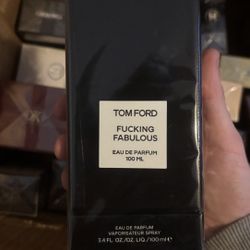 TOM FORD
FUCKING
FABULOUS
EAU DE PARFUM
100 ML
EAU DE PARFUM
VAPORISATEUR SPRAY
3.4 FL. OZ./OZ. LIQ. / 100 ml ℮